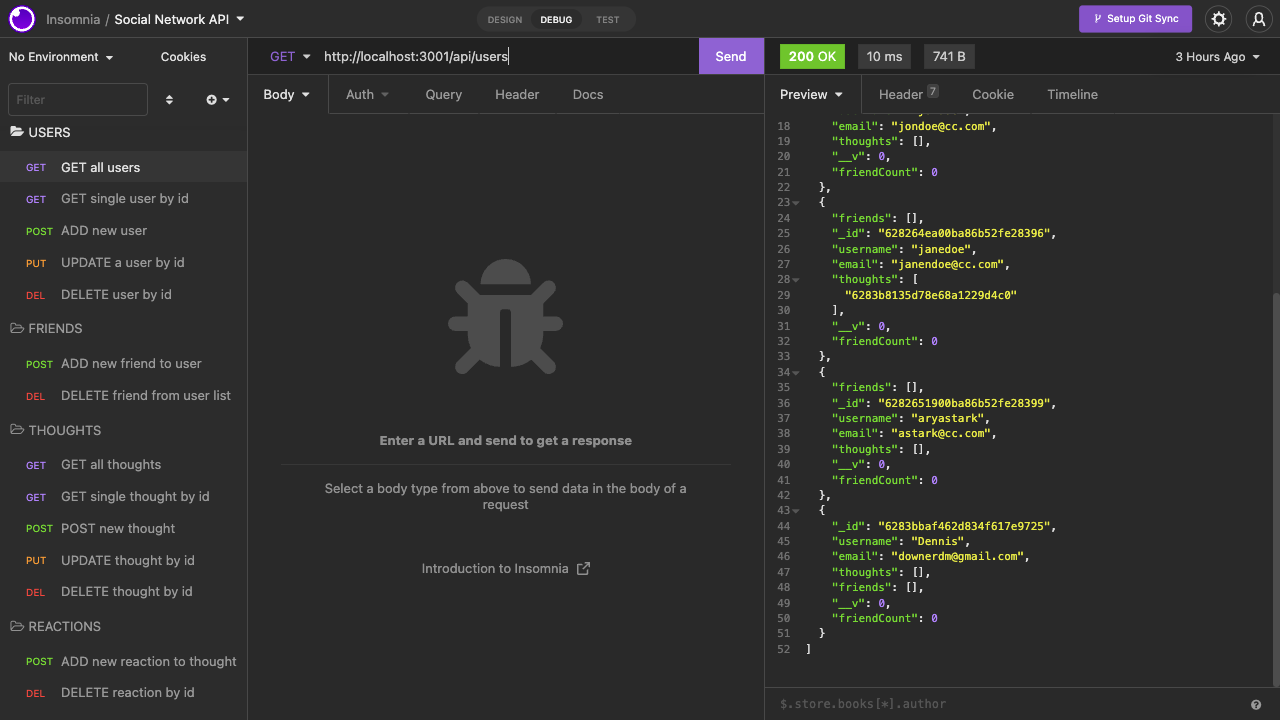 Insomnia / Social Network API
DESIGN DEBUG TEST
Setup Git Sync
No Environment Cookies
Filter
USERS
GET GET all users
GET GET single user by id
POST ADD new user
PUT UPDATE a user by id
DEL DELETE user by id
FRIENDS
POST ADD new friend to user
DEL DELETE friend from user list
THOUGHTS
GET GET all thoughts
GET GET single thought by id
POST POST new thought
PUT UPDATE thought by id
DEL DELETE thought by id
REACTIONS
POST ADD new reaction to thought
DEL DELETE reaction by id
GET http://localhost:3001/api/users Send
Body Auth Query Header Docs
Enter a URL and send to get a response
Select a body type from above to send data in the body of a
request
Introduction to Insomnia
200 OK 10 ms 741 B 3 Hours Ago
Preview Header 7 Cookie Timeline
18 "email": "jondoe@cc.com",
19 "thoughts": [],
20 "__v": 0,
21 "friendCount": 0
22 },
23 {
24 "friends": [],
25 "_id": "628264ea00ba86b52fe28396",
26 "username": "janedoe",
27 "email": "janendoe@cc.com",
28 "thoughts": [
29 "6283b8135d78e68a1229d4c0"
30 ],
31 "__v": 0,
32 "friendCount": 0
33 },
34 {
35 "friends": [],
36 "_id": "6282651900ba86b52fe28399",
37 "username": "aryastark",
38 "email": "astark@cc.com",
39 "thoughts": [],
40 "__v": 0,
41 "friendCount": 0
42 },
43 {
44 "_id": "6283bbaf462d834f617e9725",
45 "username": "Dennis",
46 "email": "downerdm@gmail.com",
47 "thoughts": [],
48 "friends": [],
49 "__v": 0,
50 "friendCount": 0
51 }
52 ]
$.store.books[*].author